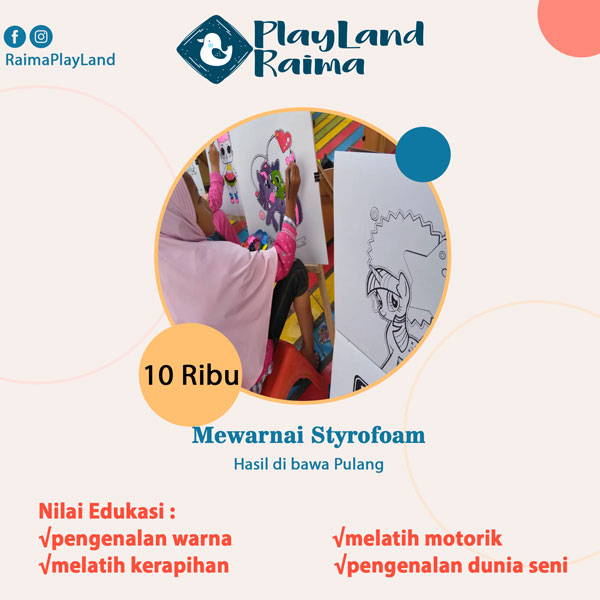 RaimaPlayLand
PlayLand
Raima
10 Ribu
Mewarnai Styrofoam
Hasil di bawa Pulang
Nilai Edukasi :
√pengenalan warna
√melatih motorik
√melatih kerapihan
√pengenalan dunia seni